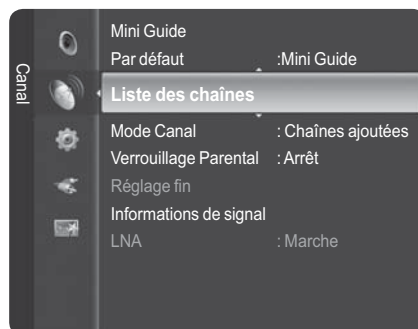 Canal
Mini Guide
Par défaut :Mini Guide
Liste des chaînes
Mode Canal : Chaînes ajoutées
Verrouillage Parental : Arrêt
Réglage fin
Informations de signal
LNA : Marche